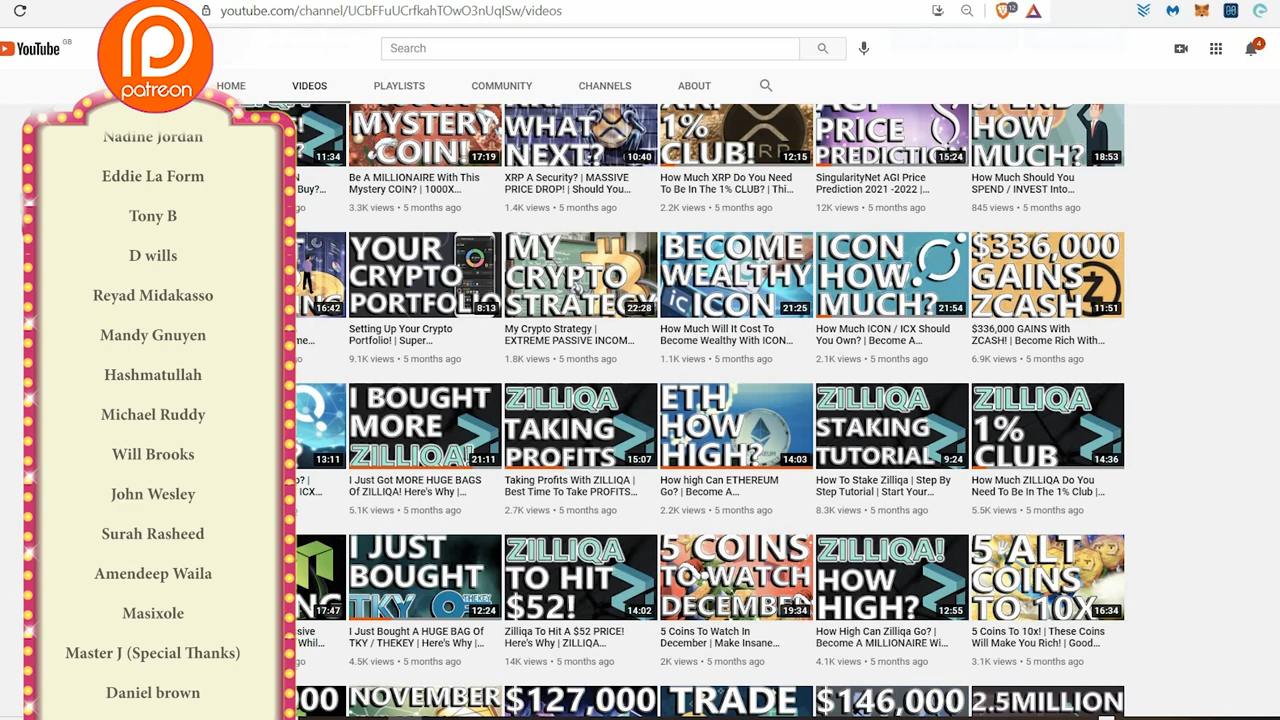 youtube.com/channel/UCbFFuUCrfkahTOwO3nUqlSw/videos
12
YouTube GB
Search
4
patreon
HOME
VIDEOS
PLAYLISTS
COMMUNITY
CHANNELS
ABOUT
Nadine Jordan
Eddie La Form
Tony B
D wills
Reyad Midakasso
Mandy Gnuyen
Hashmatullah
Michael Ruddy
Will Brooks
John Wesley
Surah Rasheed
Amendeep Waila
Masixole
Master J (Special Thanks)
Daniel brown
11:34
Buy?...
MYSTERY
COIN!
17:19
Be A MILLIONAIRE With This
Mystery COIN? | 1000X...
3.3K views • 5 months ago
WHAT
NEXT?
10:40
XRP A Security? | MASSIVE
PRICE DROP! | Should You...
1.4K views • 5 months ago
1%
CLUB!
12:15
How Much XRP Do You Need
To Be In The 1% CLUB? | Thi...
2.2K views • 5 months ago
AGI
PRICE
PREDICTION
15:24
SingularityNet AGI Price
Prediction 2021 -2022 |...
12K views • 5 months ago
SPEND
HOW
MUCH?
18:53
How Much Should You
SPEND / INVEST Into...
845 views • 5 months ago
16:42
YOUR
CRYPTO
PORTFOLIO
8:13
Setting Up Your Crypto
Portfolio! | Super...
9.1K views • 5 months ago
MY
CRYPTO
STRATEGY
22:28
My Crypto Strategy |
EXTREME PASSIVE INCOM...
1.8K views • 5 months ago
BECOME
WEALTHY
ICON
21:25
How Much Will It Cost To
Become Wealthy With ICON...
1.1K views • 5 months ago
ICON
HOW
MUCH?
21:54
How Much ICON / ICX Should
You Own? | Become A...
2.1K views • 5 months ago
$336,000
GAINS
ZCASH
11:51
$336,000 GAINS With
ZCASH! | Become Rich With...
6.9K views • 5 months ago
13:11
ICX...
I BOUGHT
MORE
ZILLIQA!
21:11
I Just Got MORE HUGE BAGS
Of ZILLIQA! Here's Why |...
5.1K views • 5 months ago
ZILLIQA
TAKING
PROFITS
15:07
Taking Profits With ZILLIQA
| Best Time To Take PROFITS...
2.7K views • 5 months ago
ETH
HOW
HIGH?
14:03
How high Can ETHEREUM
Go? | Become A...
2.2K views • 5 months ago
ZILLIQA
STAKING
TUTORIAL
9:24
How To Stake Zilliqa | Step By
Step Tutorial | Start Your...
8.3K views • 5 months ago
ZILLIQA
1%
CLUB
14:36
How Much ZILLIQA Do You
Need To Be In The 1% Club |...
5.5K views • 5 months ago
17:47
Whil...
I JUST
BOUGHT
TKY
THEKEY
12:24
I Just Bought A HUGE BAG Of
TKY / THEKEY | Here's Why |...
4.5K views • 5 months ago
ZILLIQA
TO HIT
$52!
14:02
Zilliqa To Hit A $52 PRICE!
Here's Why | ZILLIQA...
14K views • 5 months ago
5 COINS
TO WATCH
DECEMBER
19:34
5 Coins To Watch In
December | Make Insane...
2K views • 5 months ago
ZILLIQA!
HOW
HIGH?
12:55
How High Can Zilliqa Go? |
Become A MILLIONAIRE Wi...
4.1K views • 5 months ago
5 ALT
COINS
TO 10X
16:34
5 Coins To 10x! | These Coins
Will Make You Rich! | Good...
3.1K views • 5 months ago
NOVEMBER
$127,000
TRADE
$146,000
2.5MILLION